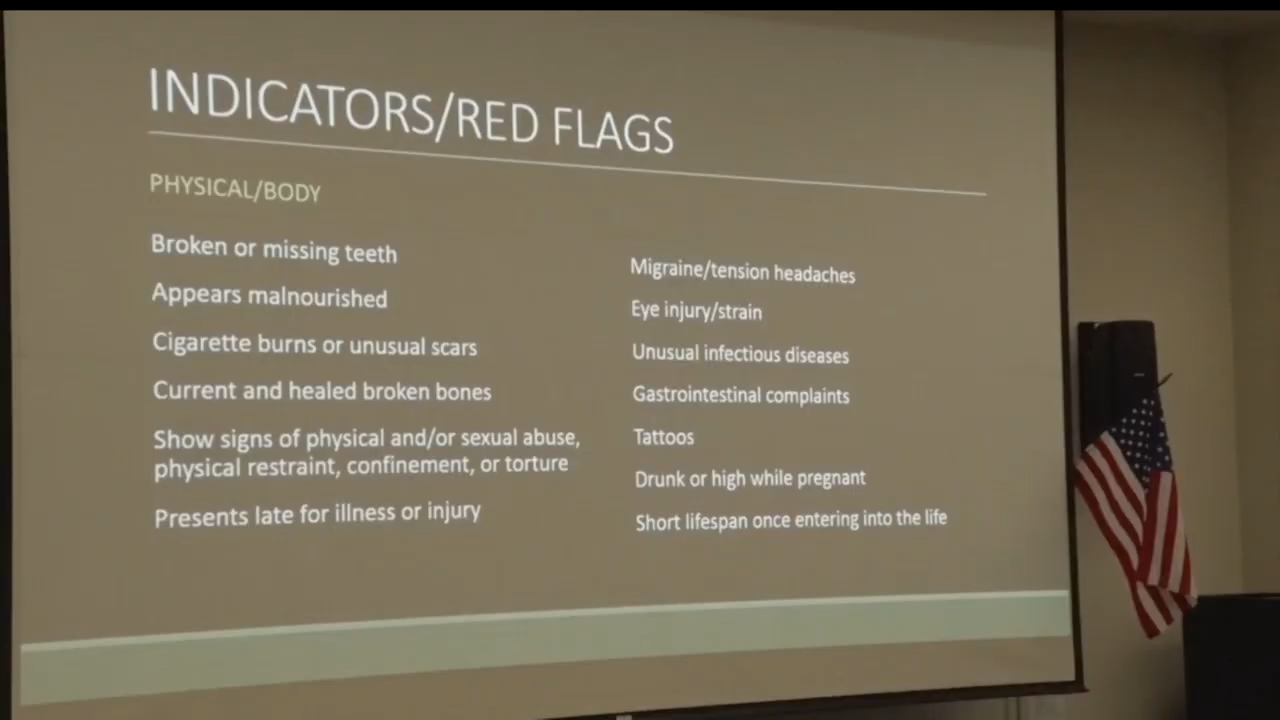 INDICATORS/RED FLAGS
PHYSICAL/BODY
Broken or missing teeth
Appears malnourished
Cigarette burns or unusual scars
Current and healed broken bones
Show signs of physical and/or sexual abuse,
physical restraint, confinement, or torture
Presents late for illness or injury
Migraine/tension headaches
Eye injury/strain
Unusual infectious diseases
Gastrointestinal complaints
Tattoos
Drunk or high while pregnant
Short lifespan once entering into the life